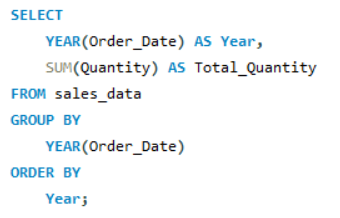 SELECT
    YEAR(Order_Date) AS Year,
    SUM(Quantity) AS Total_Quantity
FROM sales_data
GROUP BY
    YEAR(Order_Date)
ORDER BY
    Year;